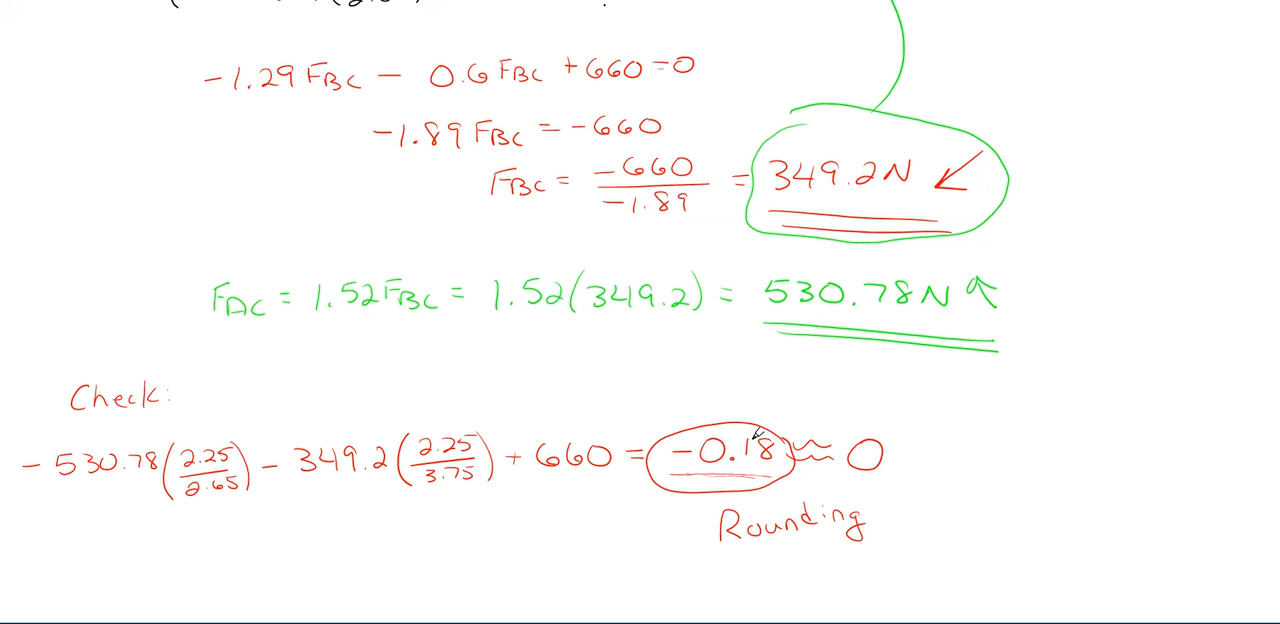 -1.29 FBC - 0.6 FBC + 660 = 0
-1.89 FBC = -660
FBC = -660 / -1.89 = 349.2 N ↙
FAC = 1.52 FBC = 1.52 (349.2) = 530.78 N ↖
Check:
-530.78 (2.25/2.65) - 349.2 (2.25/3.75) + 660 = -0.18 ≈ 0
Rounding